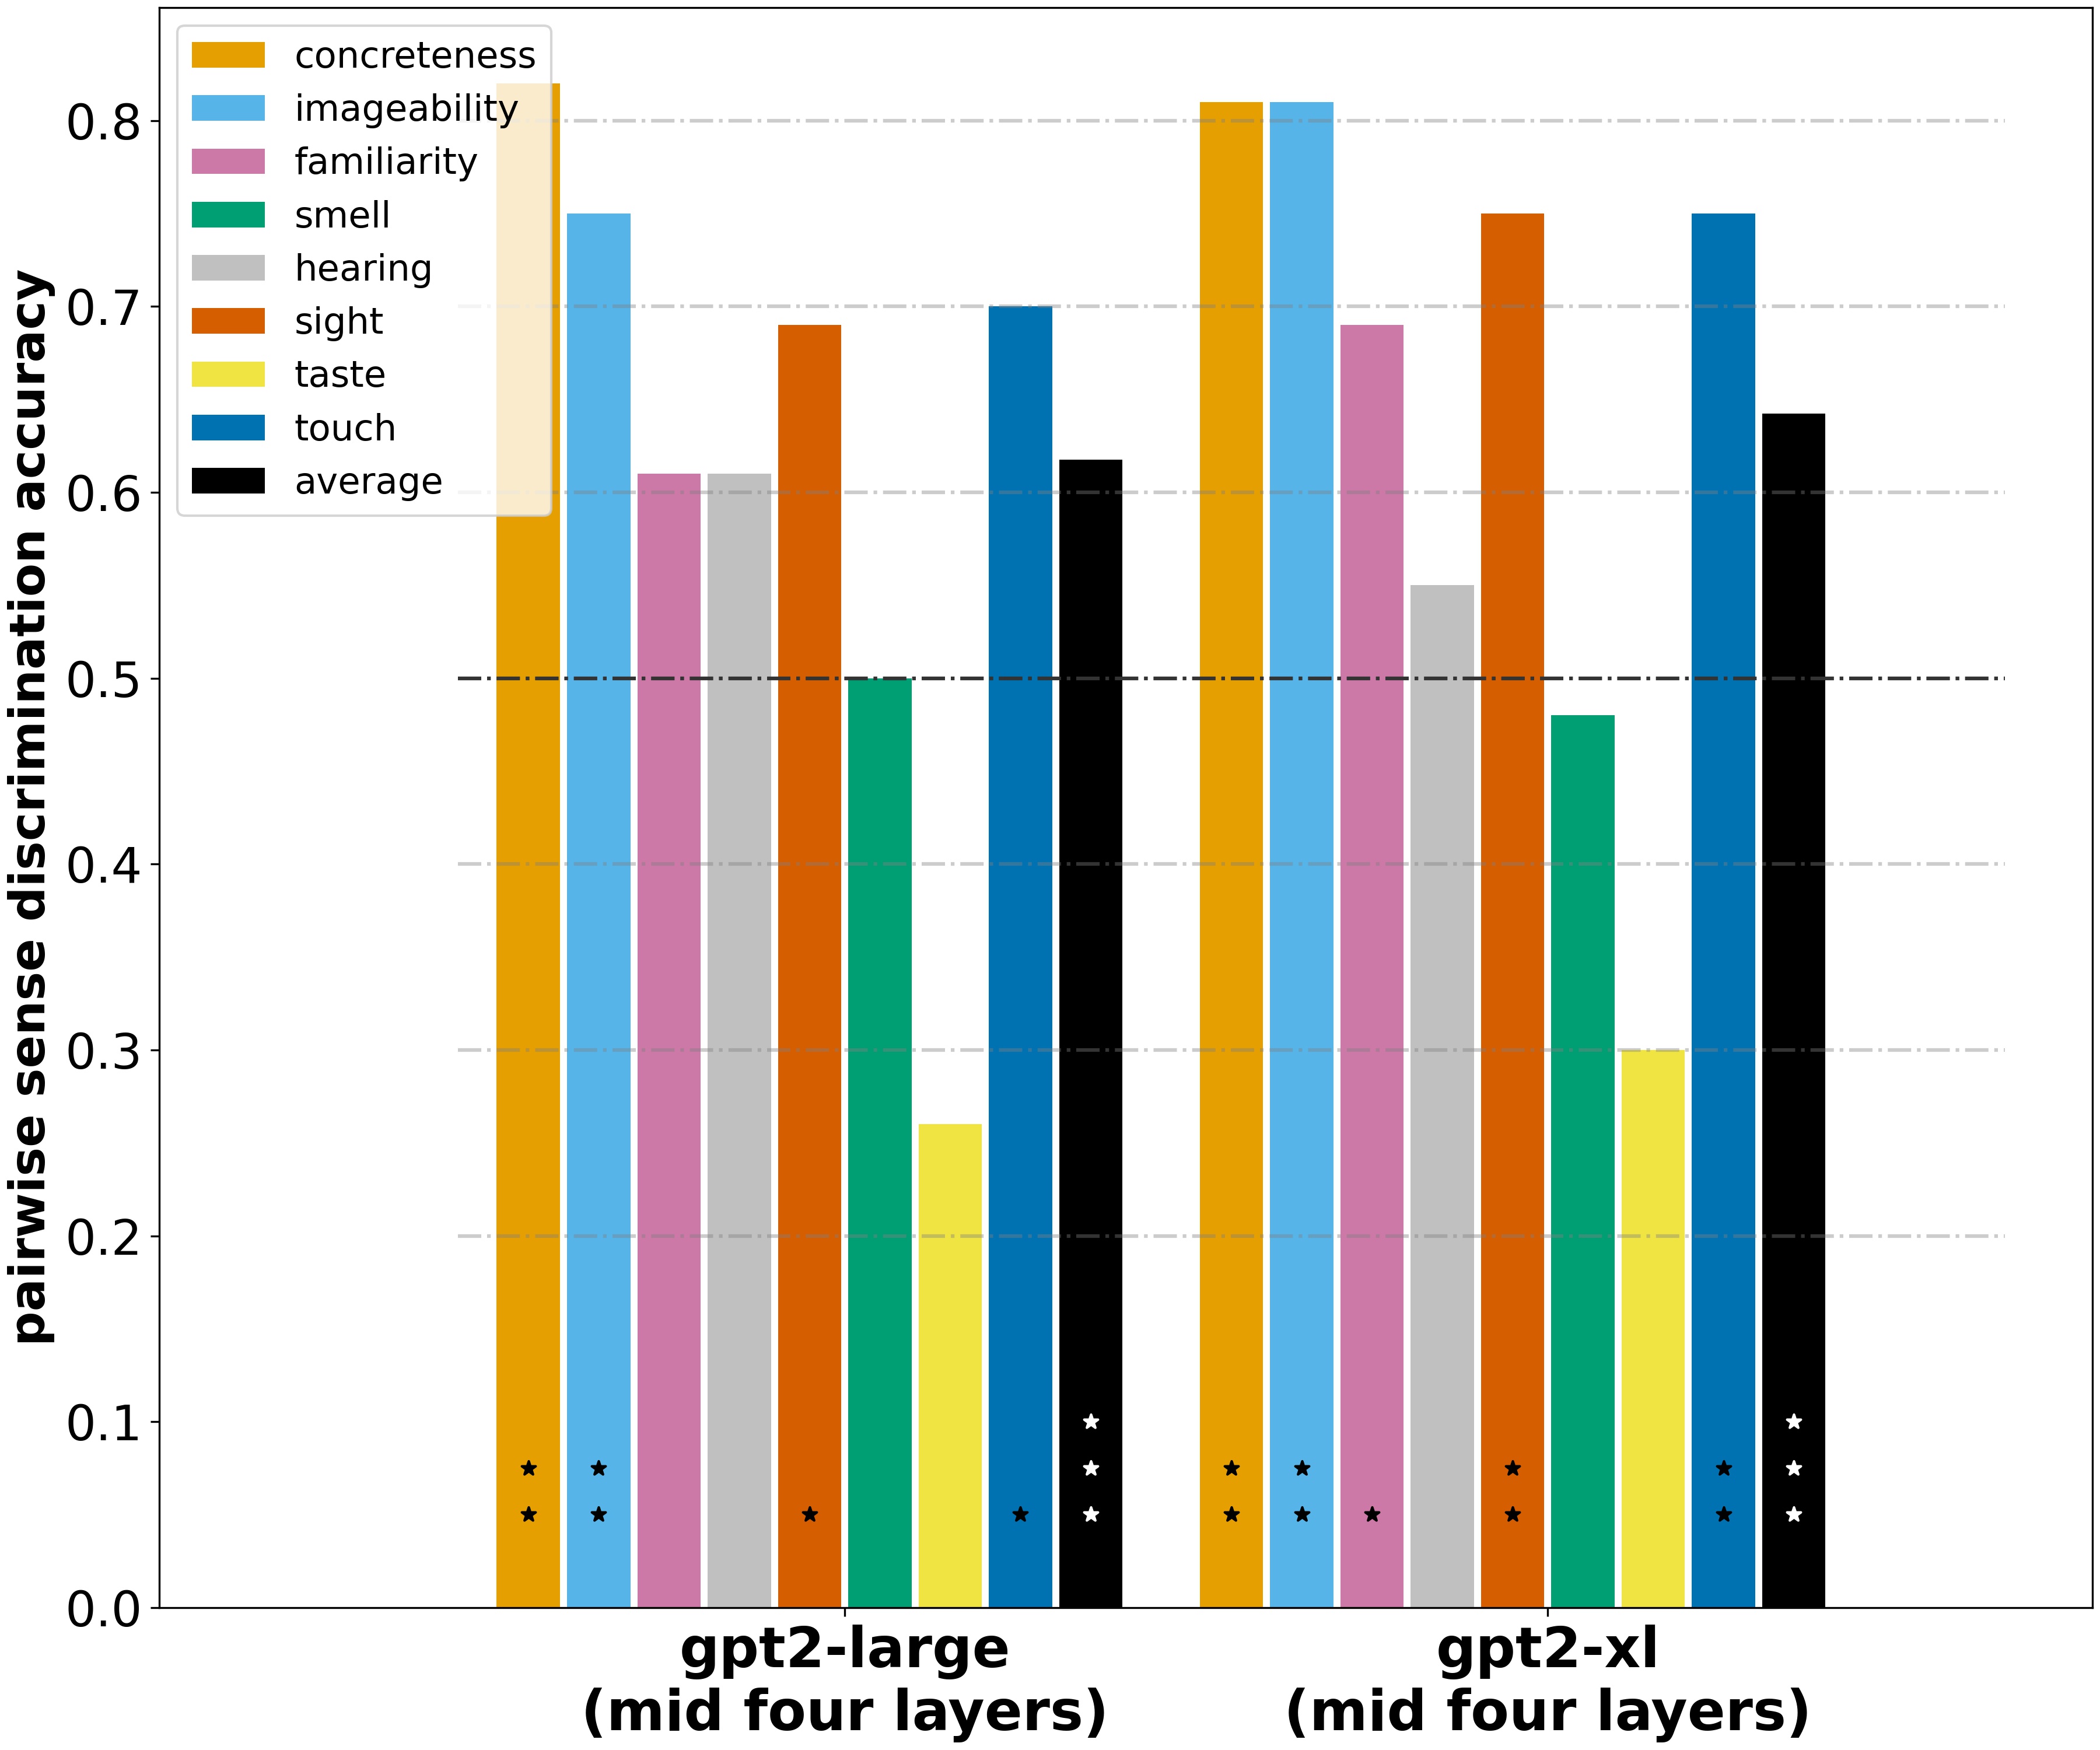 concreteness
imageability
familiarity
smell
hearing
sight
taste
touch
average
pairwise sense discrimination accuracy
0.8
0.7
0.6
0.5
0.4
0.3
0.2
0.1
0.0
gpt2-large
(mid four layers)
gpt2-xl
(mid four layers)